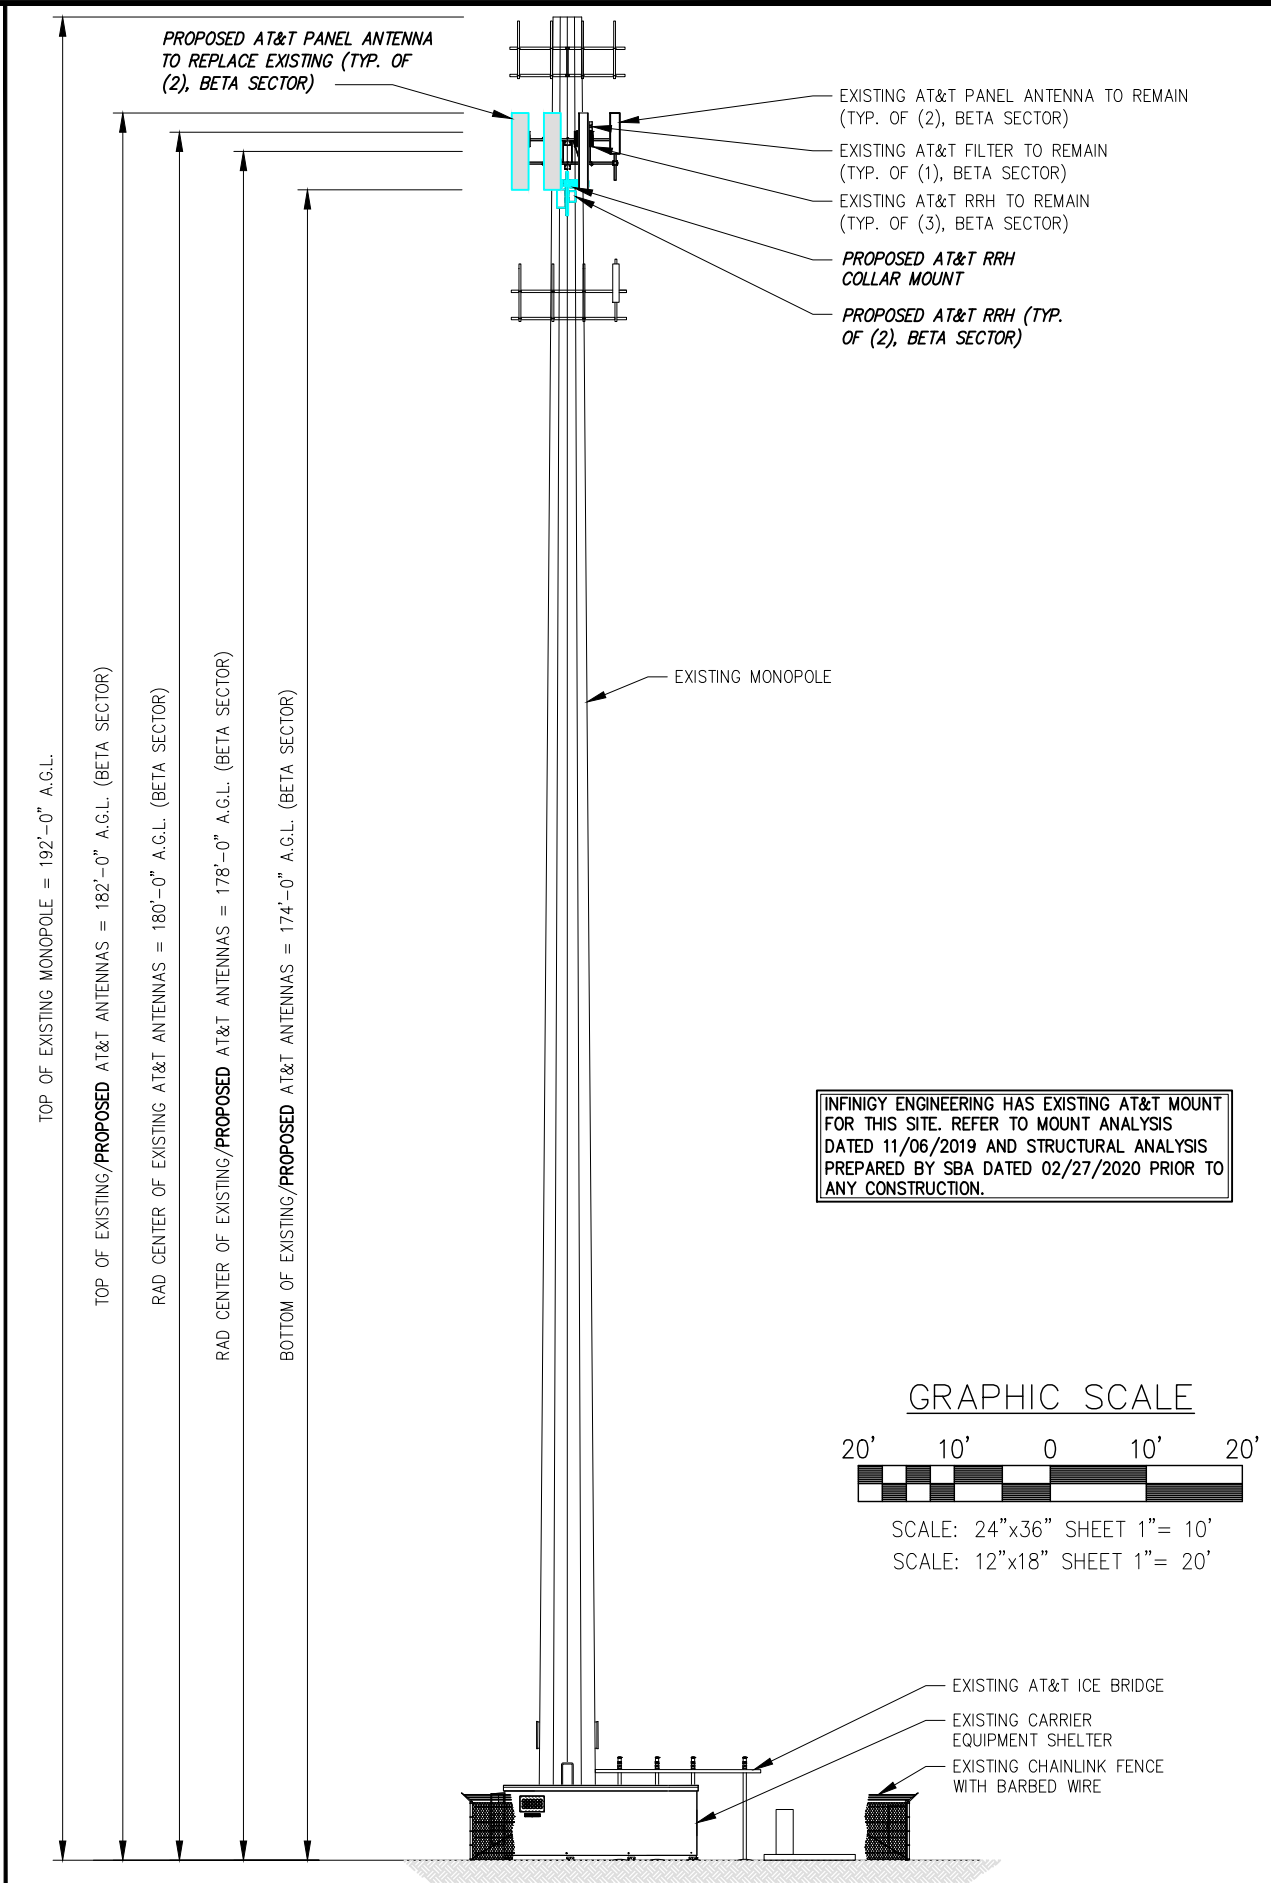 PROPOSED AT&T PANEL ANTENNA
TO REPLACE EXISTING (TYP. OF
(2), BETA SECTOR)
EXISTING AT&T PANEL ANTENNA TO REMAIN
(TYP. OF (2), BETA SECTOR)
EXISTING AT&T FILTER TO REMAIN
(TYP. OF (1), BETA SECTOR)
EXISTING AT&T RRH TO REMAIN
(TYP. OF (3), BETA SECTOR)
PROPOSED AT&T RRH
COLLAR MOUNT
PROPOSED AT&T RRH (TYP.
OF (2), BETA SECTOR)
EXISTING MONOPOLE
TOP OF EXISTING MONOPOLE = 192'-0" A.G.L.
TOP OF EXISTING/PROPOSED AT&T ANTENNAS = 182'-0" A.G.L. (BETA SECTOR)
RAD CENTER OF EXISTING AT&T ANTENNAS = 180'-0" A.G.L. (BETA SECTOR)
RAD CENTER OF EXISTING/PROPOSED AT&T ANTENNAS = 178'-0" A.G.L. (BETA SECTOR)
BOTTOM OF EXISTING/PROPOSED AT&T ANTENNAS = 174'-0" A.G.L. (BETA SECTOR)
INFINIGY ENGINEERING HAS EXISTING AT&T MOUNT
FOR THIS SITE. REFER TO MOUNT ANALYSIS
DATED 11/06/2019 AND STRUCTURAL ANALYSIS
PREPARED BY SBA DATED 02/27/2020 PRIOR TO
ANY CONSTRUCTION.
GRAPHIC SCALE
20' 10' 0 10' 20'
SCALE: 24"x36" SHEET 1"= 10'
SCALE: 12"x18" SHEET 1"= 20'
EXISTING AT&T ICE BRIDGE
EXISTING CARRIER
EQUIPMENT SHELTER
EXISTING CHAINLINK FENCE
WITH BARBED WIRE